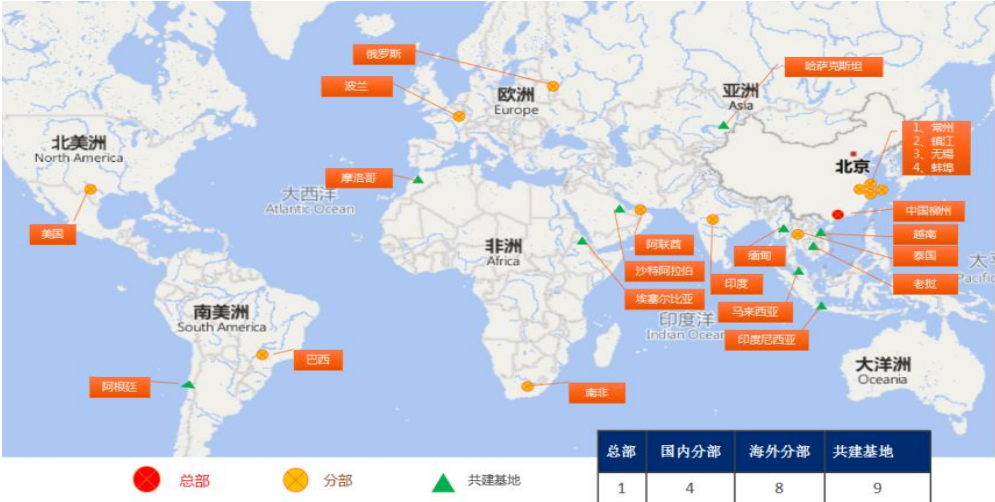 俄罗斯
哈萨克斯坦
波兰
欧洲
Europe
亚洲
Asia
1、常州
2、镇江
3、无锡
4、蚌埠
北美洲
North America
北京
摩洛哥
大西洋
Atlantic Ocean
中国柳州
美国
非洲
Africa
阿联酋
缅甸
越南
泰国
沙特阿拉伯
印度
老挝
Pacific
埃塞尔比亚
马来西亚
南美洲
South America
印度洋
Indian Ocean
印度尼西亚
巴西
大洋洲
Oceania
阿根廷
南非
总部 国内分部 海外分部 共建基地
1 4 8 9
总部 分部 共建基地